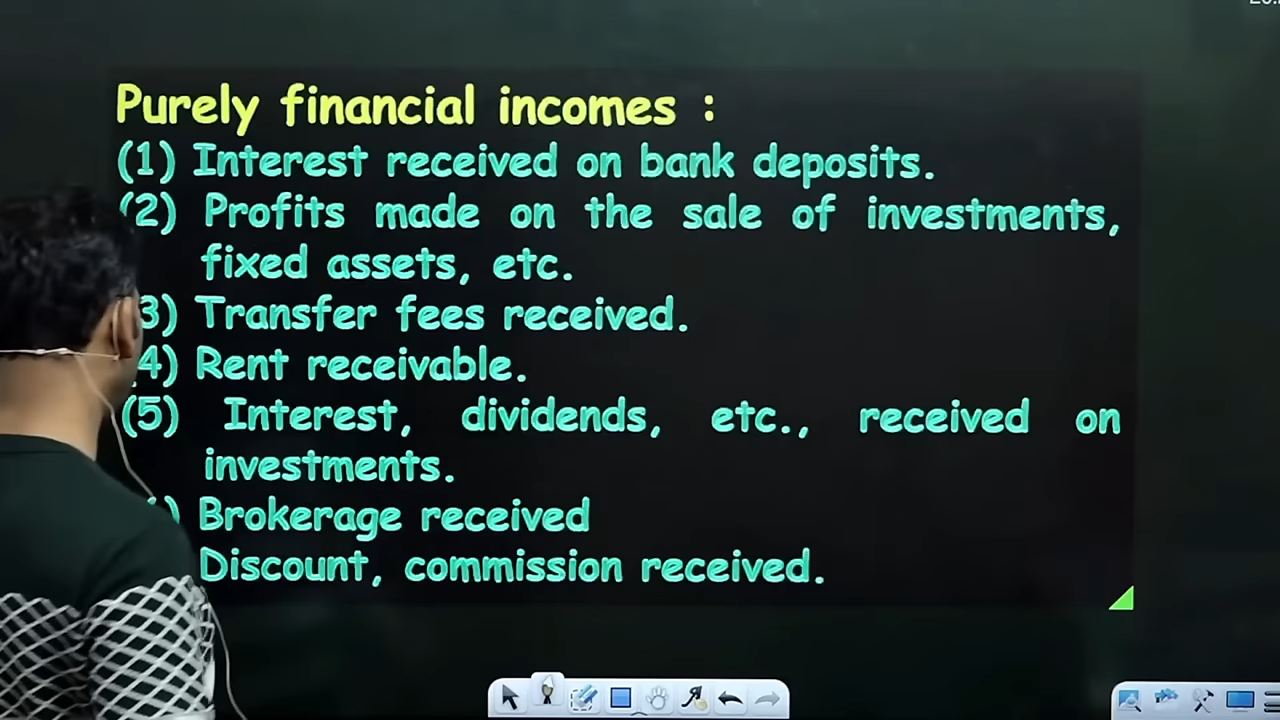 Purely financial incomes :
(1) Interest received on bank deposits.
(2) Profits made on the sale of investments,
fixed assets, etc.
3) Transfer fees received.
4) Rent receivable.
(5) Interest, dividends, etc., received on
investments.
) Brokerage received
Discount, commission received.